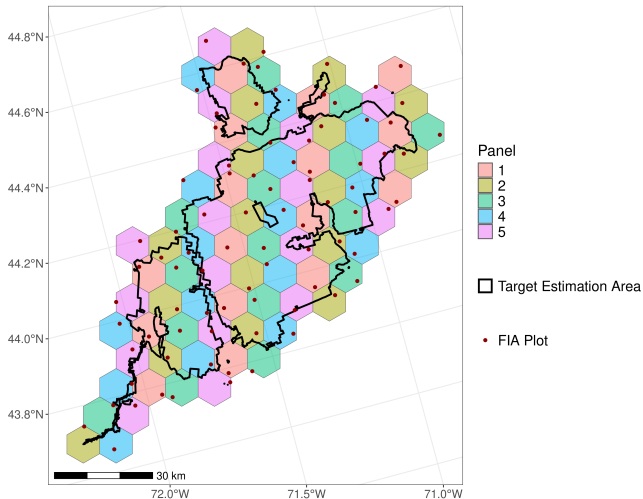 44.8°N
44.6°N
44.4°N
44.2°N
44.0°N
43.8°N
72.0°W
71.5°W
71.0°W
30 km
Panel
1
2
3
4
5
Target Estimation Area
FIA Plot